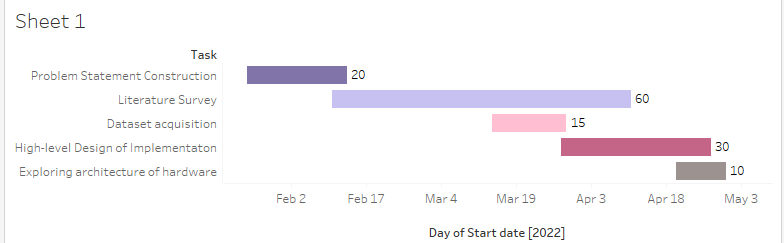 Sheet 1
Task
Problem Statement Construction 20
Literature Survey 60
Dataset acquisition 15
High-level Design of Implementaton 30
Exploring architecture of hardware 10
Feb 2 Feb 17 Mar 4 Mar 19 Apr 3 Apr 18 May 3
Day of Start date [2022]